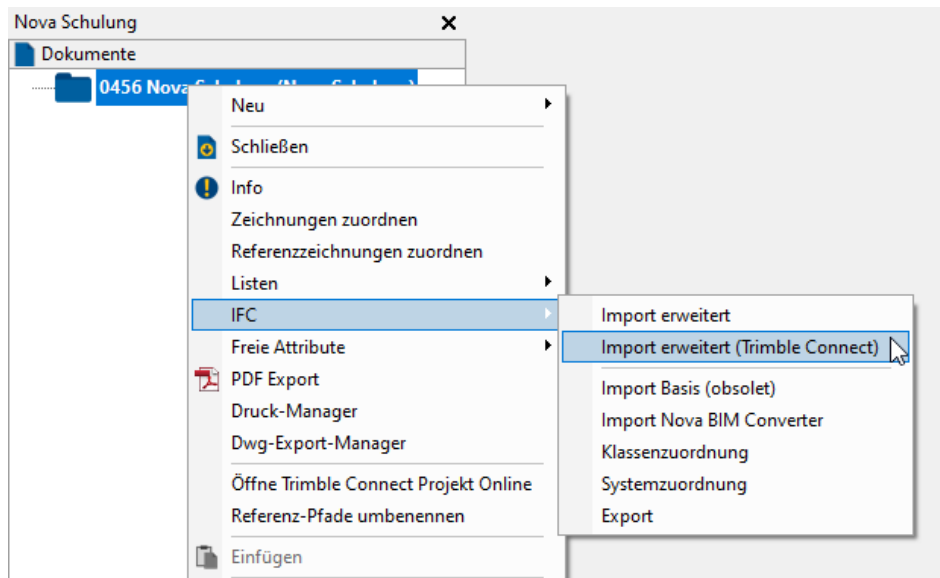 Nova Schulung
Dokumente
0456 Nova
Neu
Schließen
Info
Zeichnungen zuordnen
Referenzzeichnungen zuordnen
Listen
IFC
Freie Attribute
PDF Export
Druck-Manager
Dwg-Export-Manager
Öffne Trimble Connect Projekt Online
Referenz-Pfade umbenennen
Einfügen
Import erweitert
Import erweitert (Trimble Connect)
Import Basis (obsolet)
Import Nova BIM Converter
Klassenzuordnung
Systemzuordnung
Export